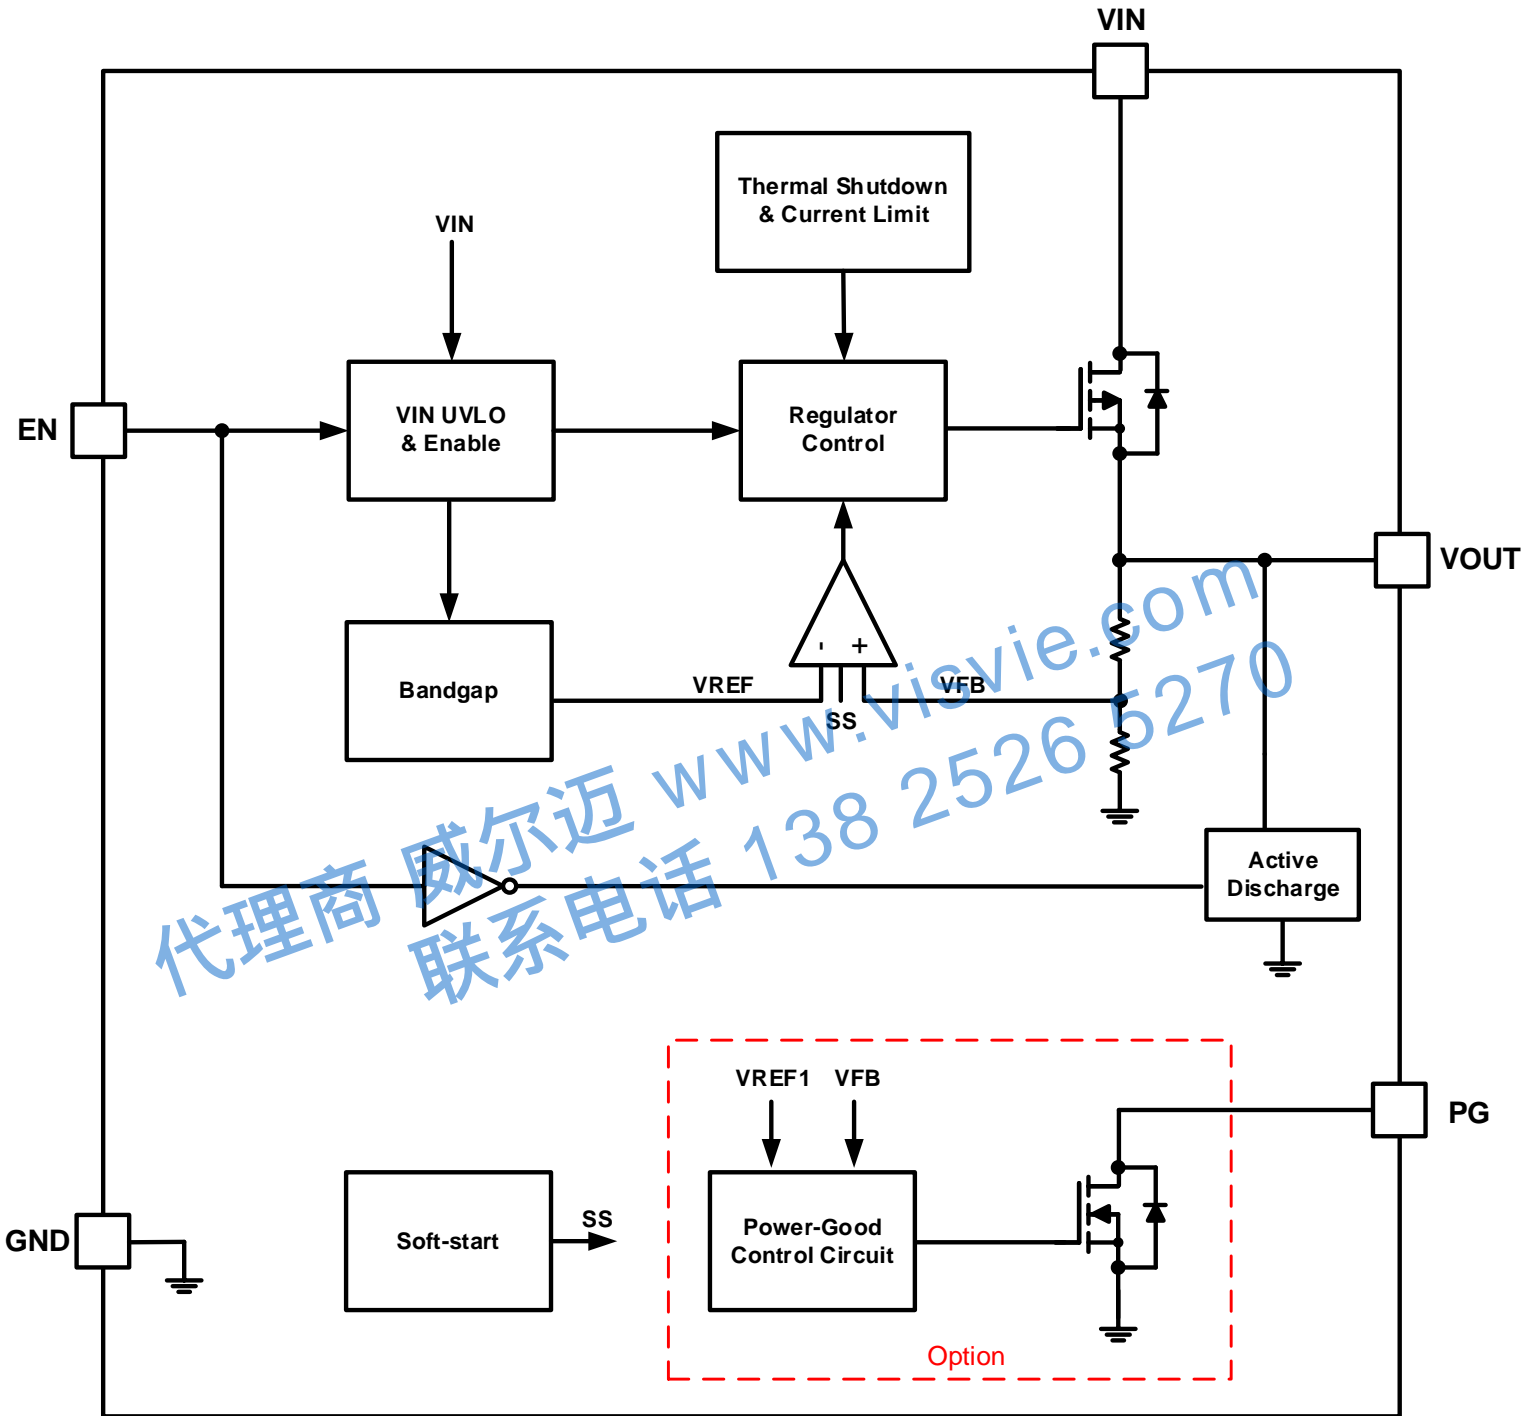 VIN
Thermal Shutdown
& Current Limit
VIN
EN
VIN UVLO
& Enable
Regulator
Control
VOUT
- +
Bandgap
VREF
SS
VFB
Active
Discharge
代理商 威尔迈 www.visvie.com
联系电话 138 2526 5270
VREF1 VFB
PG
GND
Soft-start
SS
Power-Good
Control Circuit
Option